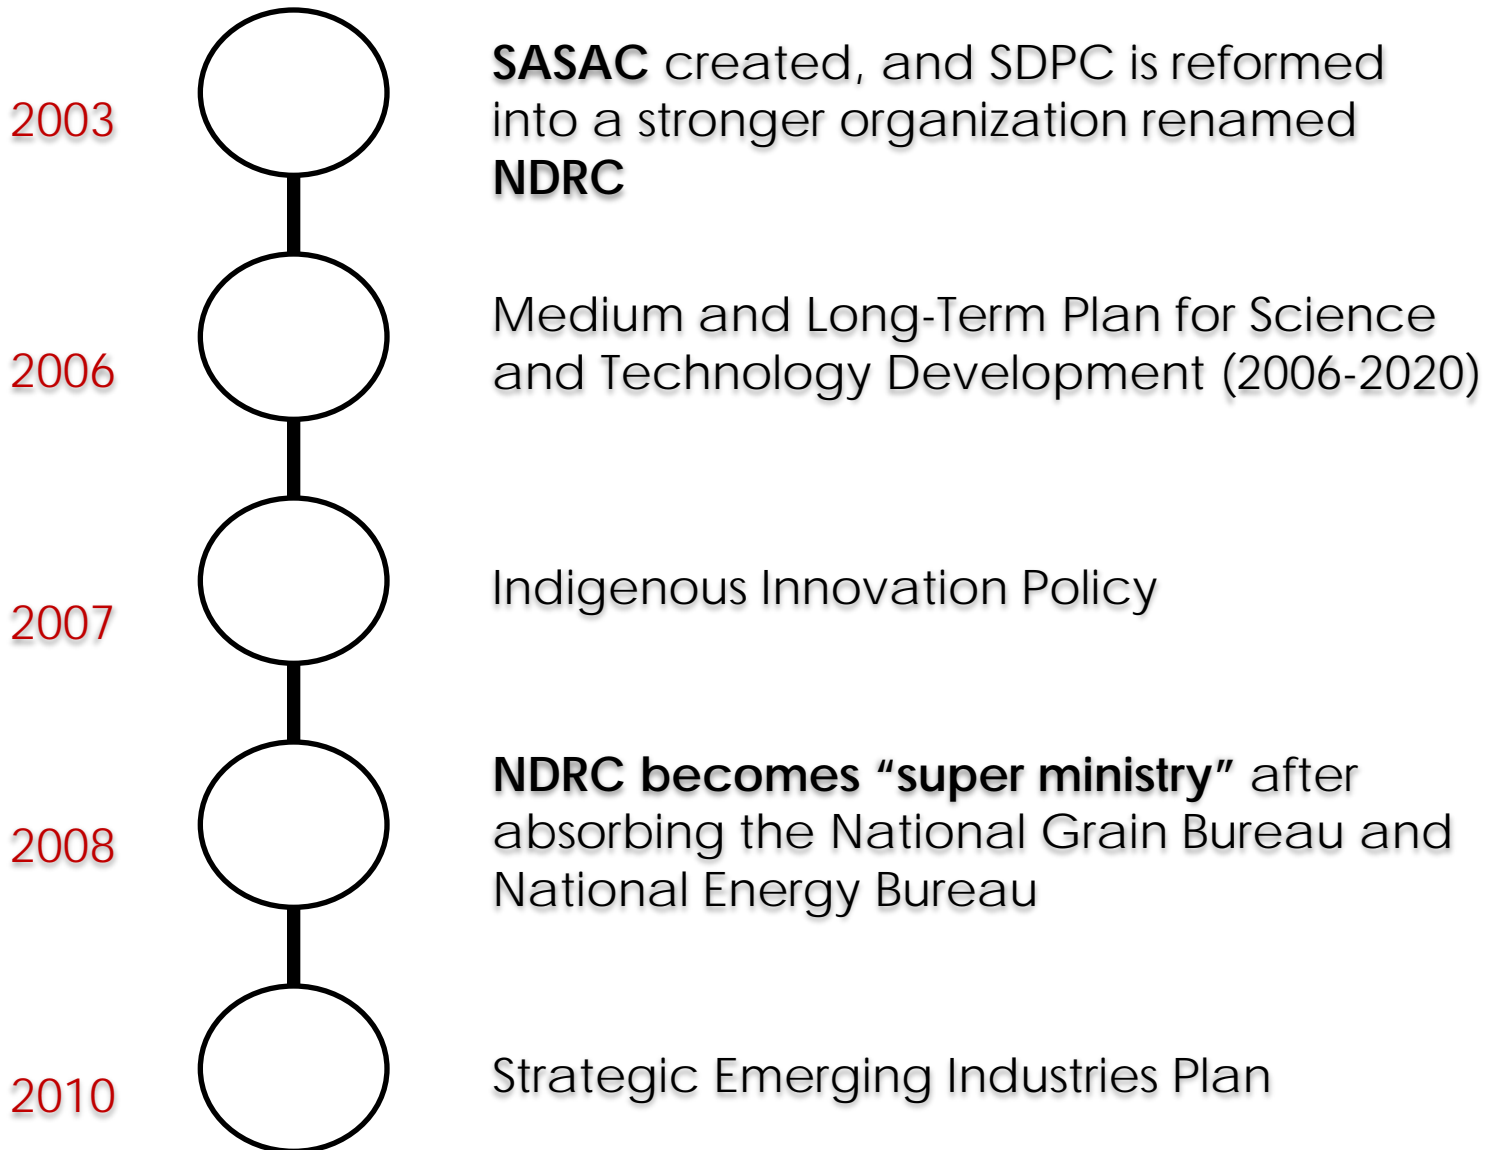 2003
SASAC created, and SDPC is reformed
into a stronger organization renamed
NDRC
2006
Medium and Long-Term Plan for Science
and Technology Development (2006-2020)
2007
Indigenous Innovation Policy
2008
NDRC becomes “super ministry” after
absorbing the National Grain Bureau and
National Energy Bureau
2010
Strategic Emerging Industries Plan